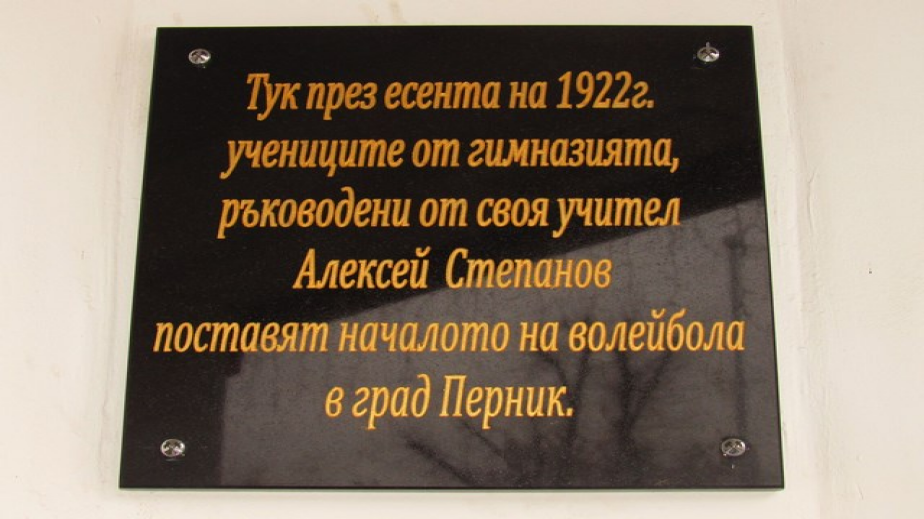 Тук през есента на 1922г.
учениците от гимназията,
ръководени от своя учител
Алексей Степанов
поставят началото на волейбола
в град Перник.